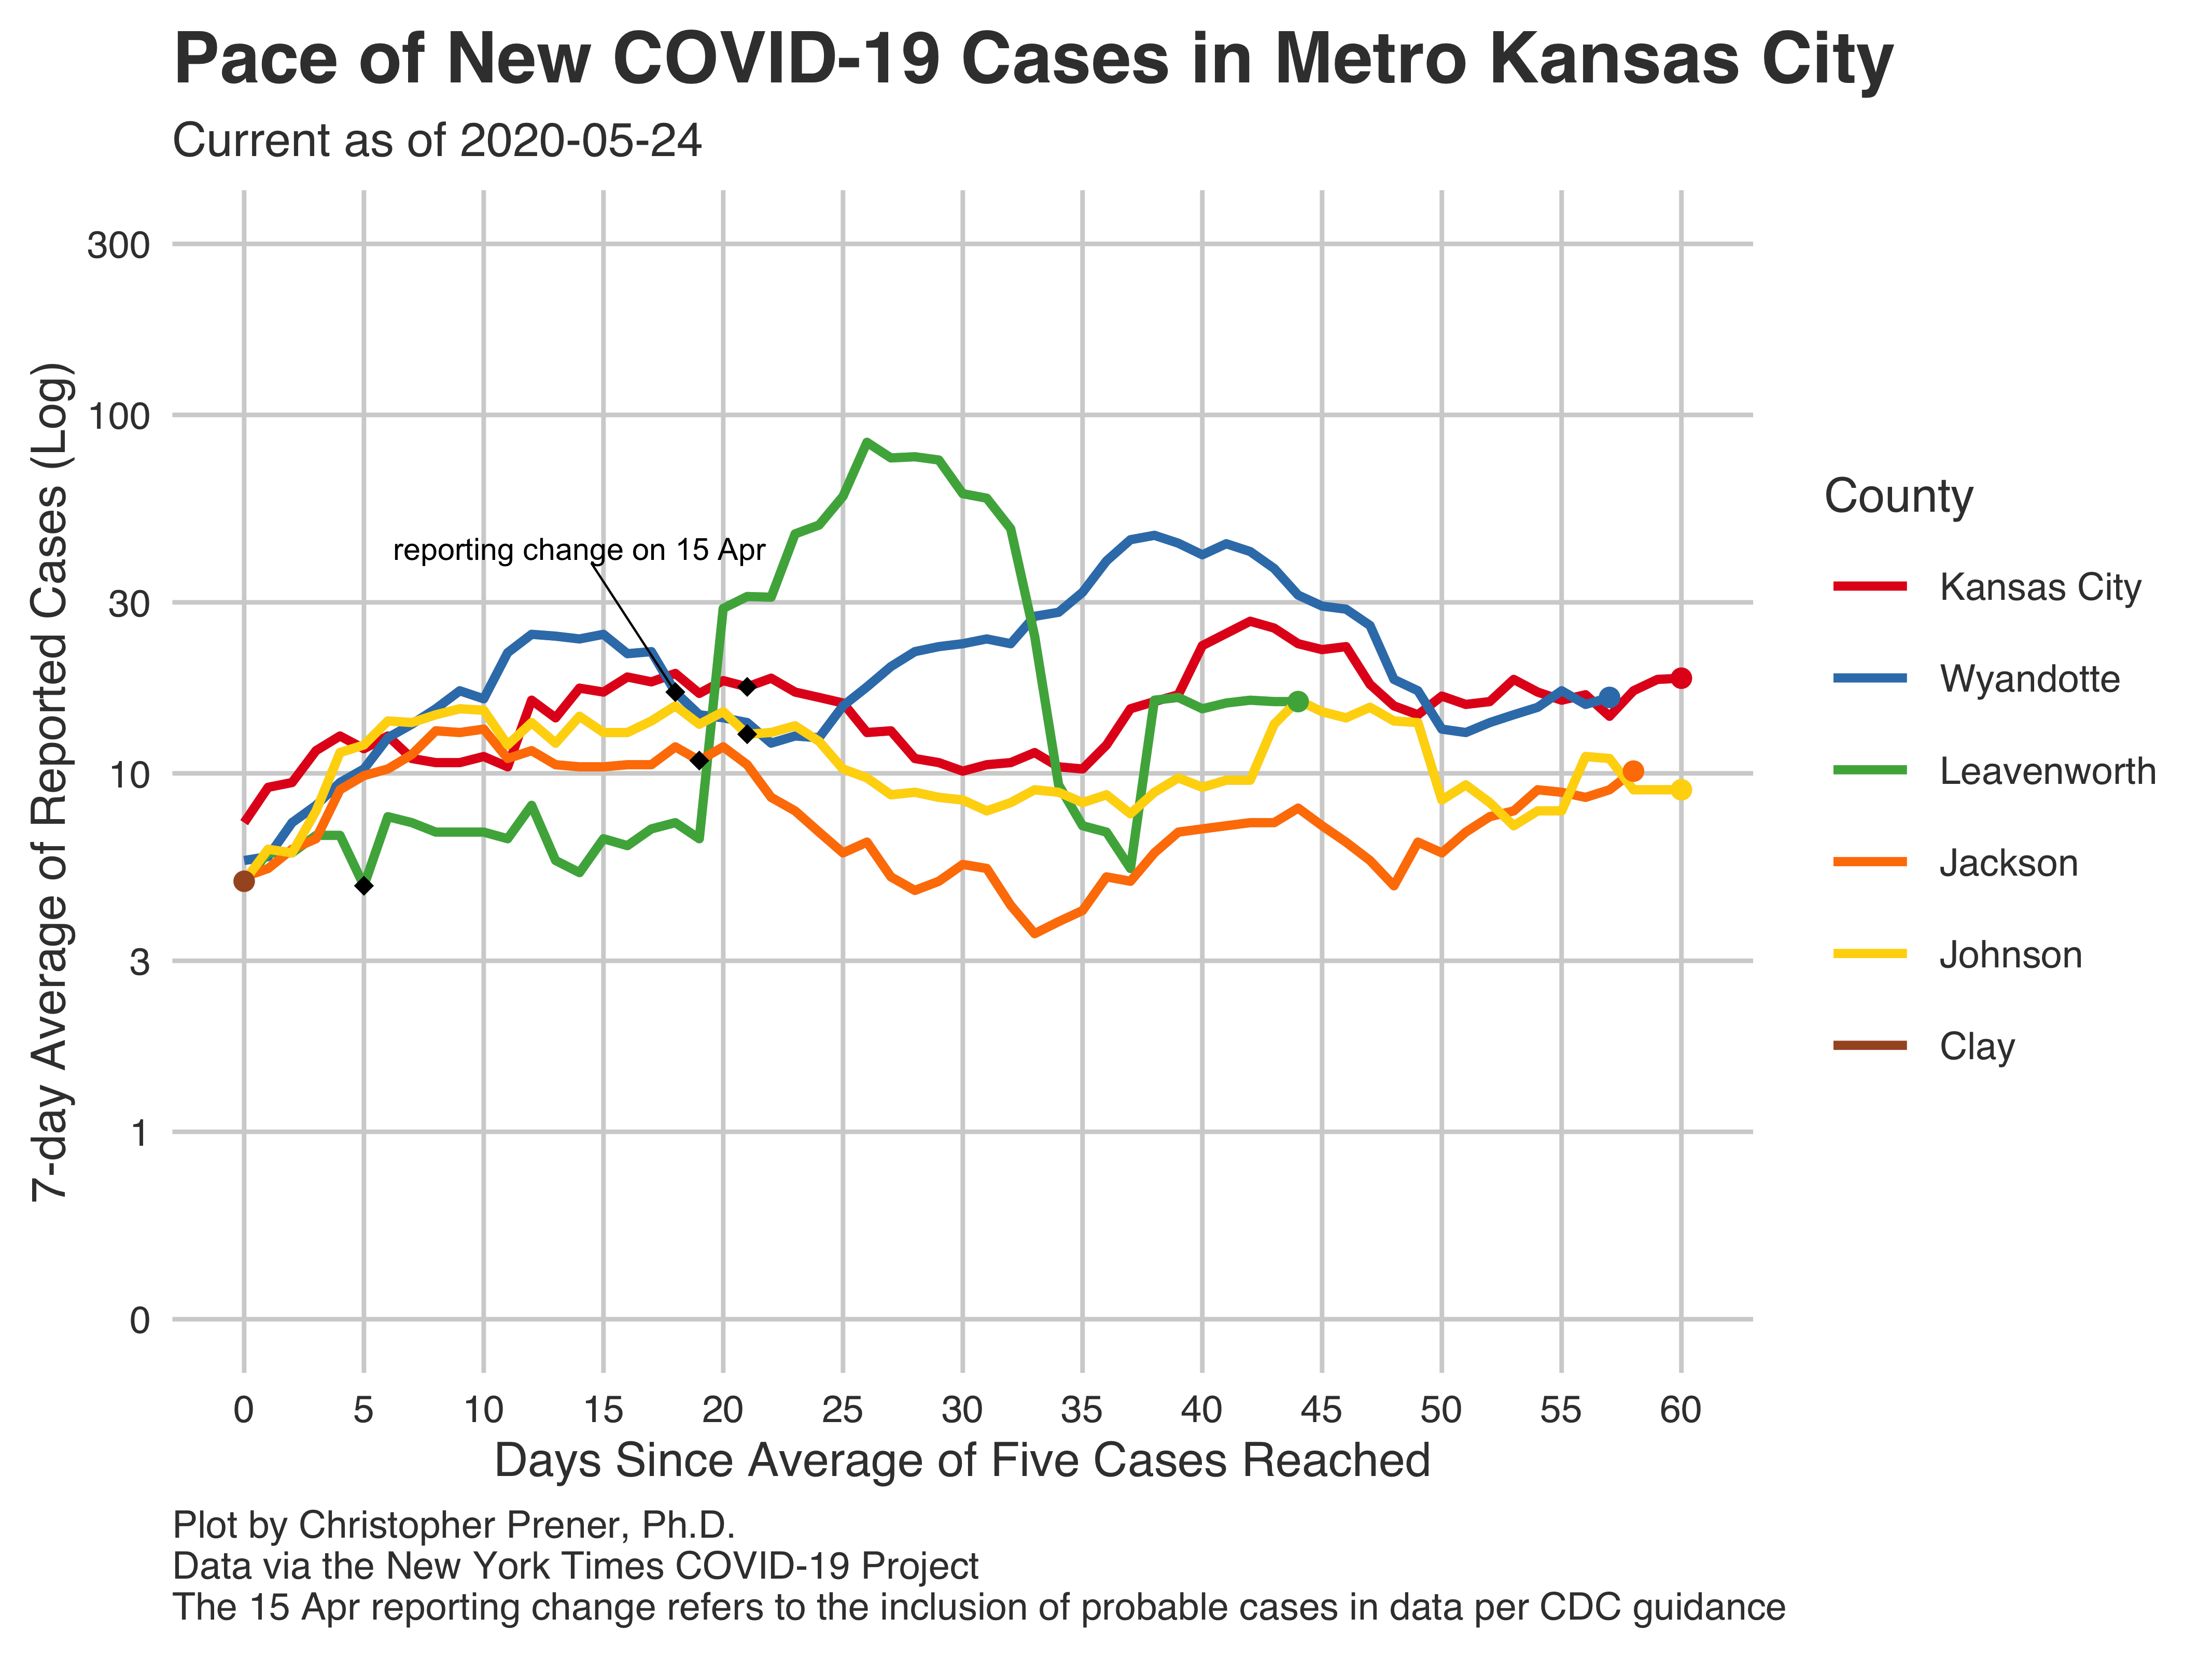 Pace of New COVID-19 Cases in Metro Kansas City
Current as of 2020-05-24
7-day Average of Reported Cases (Log)
300
100
30
10
3
1
0
reporting change on 15 Apr
County
Kansas City
Wyandotte
Leavenworth
Jackson
Johnson
Clay
0 5 10 15 20 25 30 35 40 45 50 55 60
Days Since Average of Five Cases Reached
Plot by Christopher Prener, Ph.D.
Data via the New York Times COVID-19 Project
The 15 Apr reporting change refers to the inclusion of probable cases in data per CDC guidance